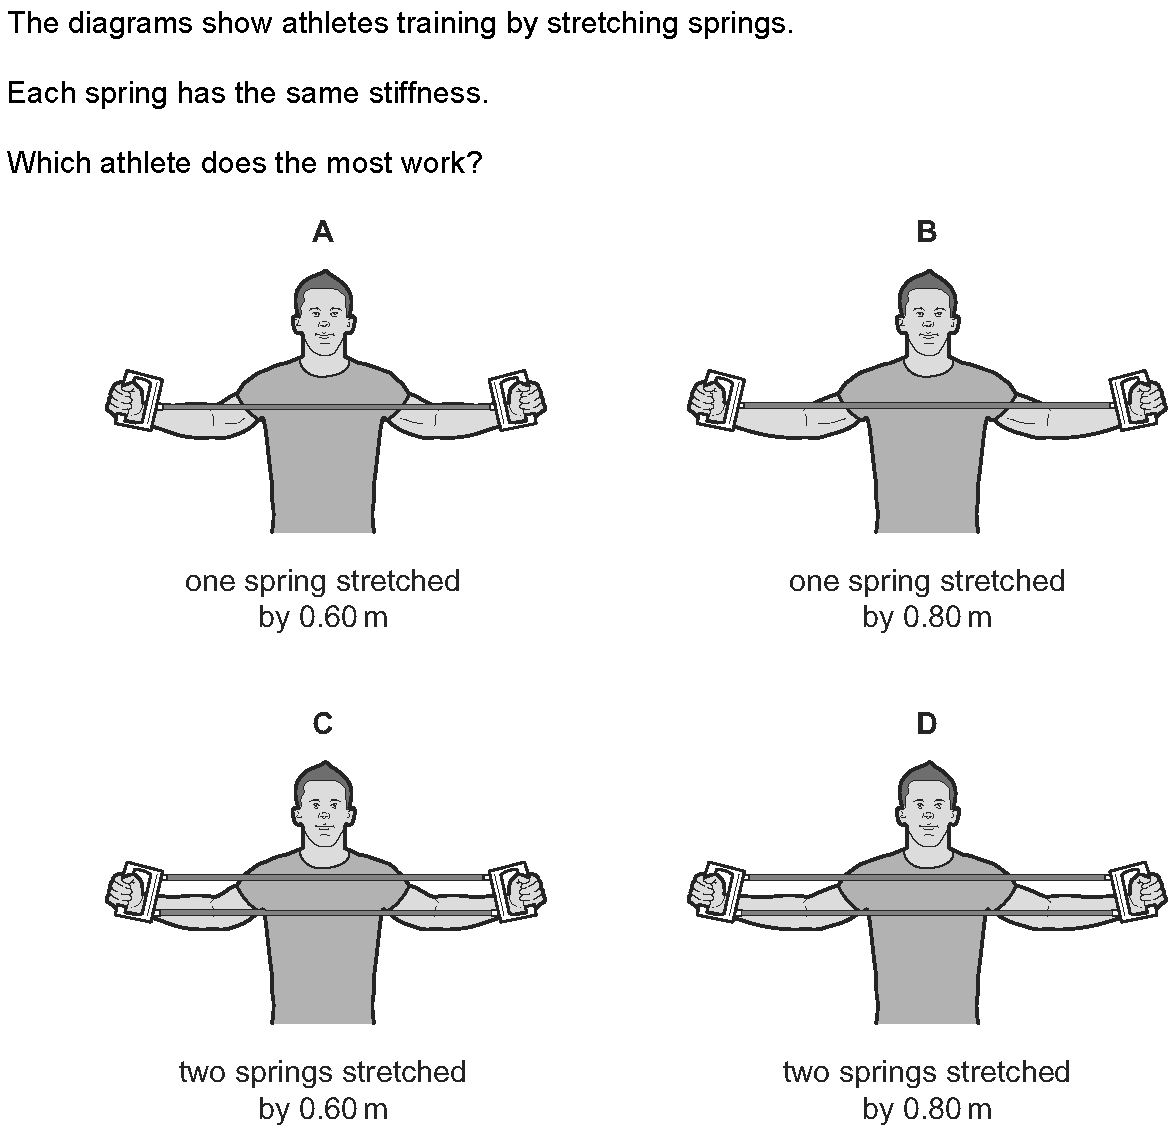 The diagrams show athletes training by stretching springs.
Each spring has the same stiffness.
Which athlete does the most work?
A
B
one spring stretched
by 0.60 m
one spring stretched
by 0.80 m
C
D
two springs stretched
by 0.60 m
two springs stretched
by 0.80 m